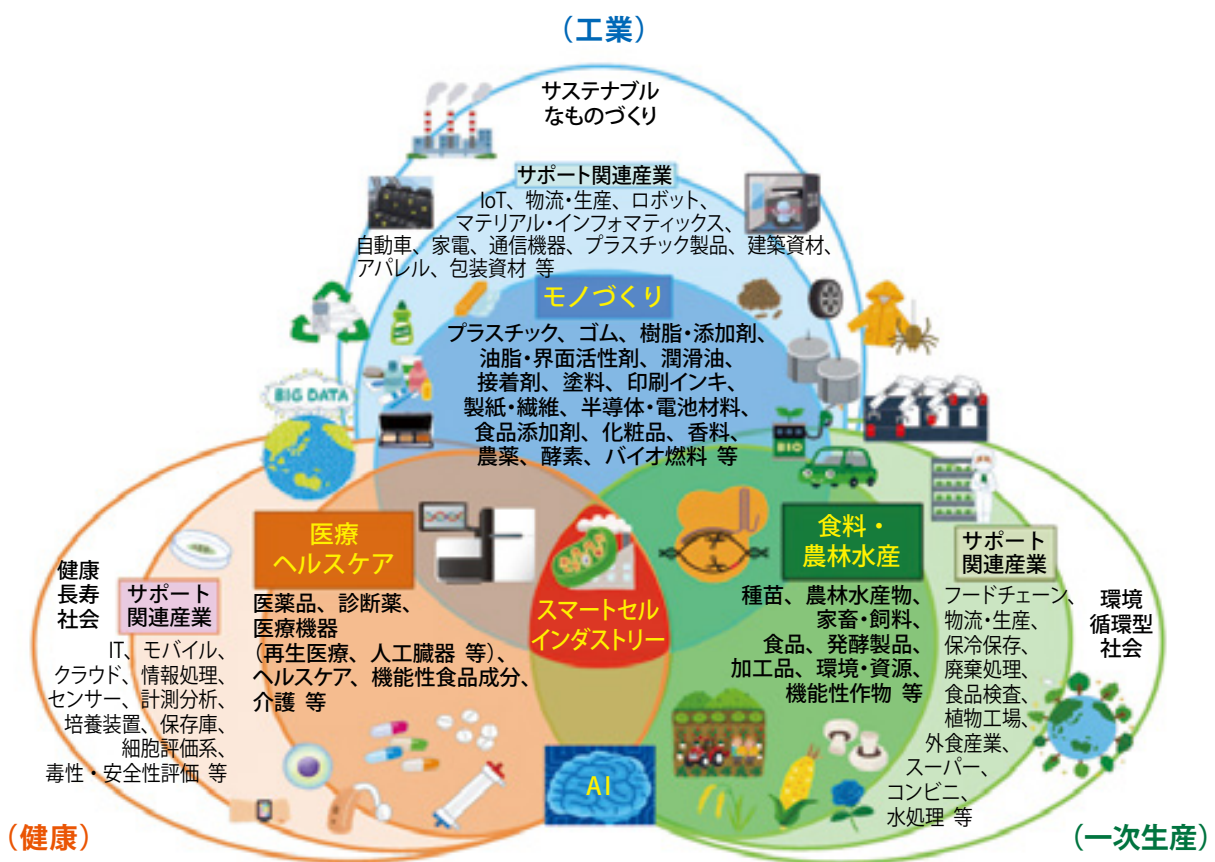 （工業）
サステナブル
なものづくり
サポート関連産業
IoT、物流・生産、ロボット、
マテリアル・インフォマティックス、
自動車、家電、通信機器、プラスチック製品、建築資材、
アパレル、包装資材 等
モノづくり
プラスチック、ゴム、樹脂・添加剤、
油脂・界面活性剤、潤滑油、
接着剤、塗料、印刷インキ、
製紙・繊維、半導体・電池材料、
食品添加剤、化粧品、香料、
農薬、酵素、バイオ燃料 等
BIG DATA
BIO
健康
長寿
社会
サポート
関連産業
IT、モバイル、
クラウド、情報処理、
センサー、計測分析、
培養装置、保存庫、
細胞評価系、
毒性・安全性評価 等
医療
ヘルスケア
医薬品、診断薬、
医療機器
（再生医療、人工臓器 等）、
ヘルスケア、機能性食品成分、
介護 等
スマートセル
インダストリー
AI
食料・
農林水産
種苗、農林水産物、
家畜・飼料、
食品、発酵製品、
加工品、環境・資源、
機能性作物 等
サポート
関連産業
フードチェーン、
物流・生産、
保冷保存、
廃棄処理、
食品検査、
植物工場、
外食産業、
スーパー、
コンビニ、
水処理 等
環境
循環型
社会
（健康）
（一次生産）